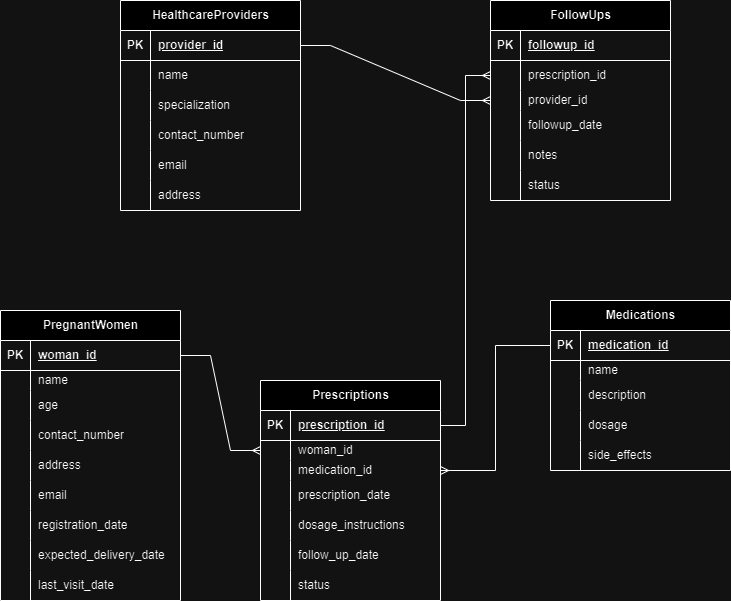 HealthcareProviders
PK provider_id
name
specialization
contact_number
email
address
FollowUps
PK followup_id
prescription_id
provider_id
followup_date
notes
status
PregnantWomen
PK woman_id
name
age
contact_number
address
email
registration_date
expected_delivery_date
last_visit_date
Prescriptions
PK prescription_id
woman_id
medication_id
prescription_date
dosage_instructions
follow_up_date
status
Medications
PK medication_id
name
description
dosage
side_effects